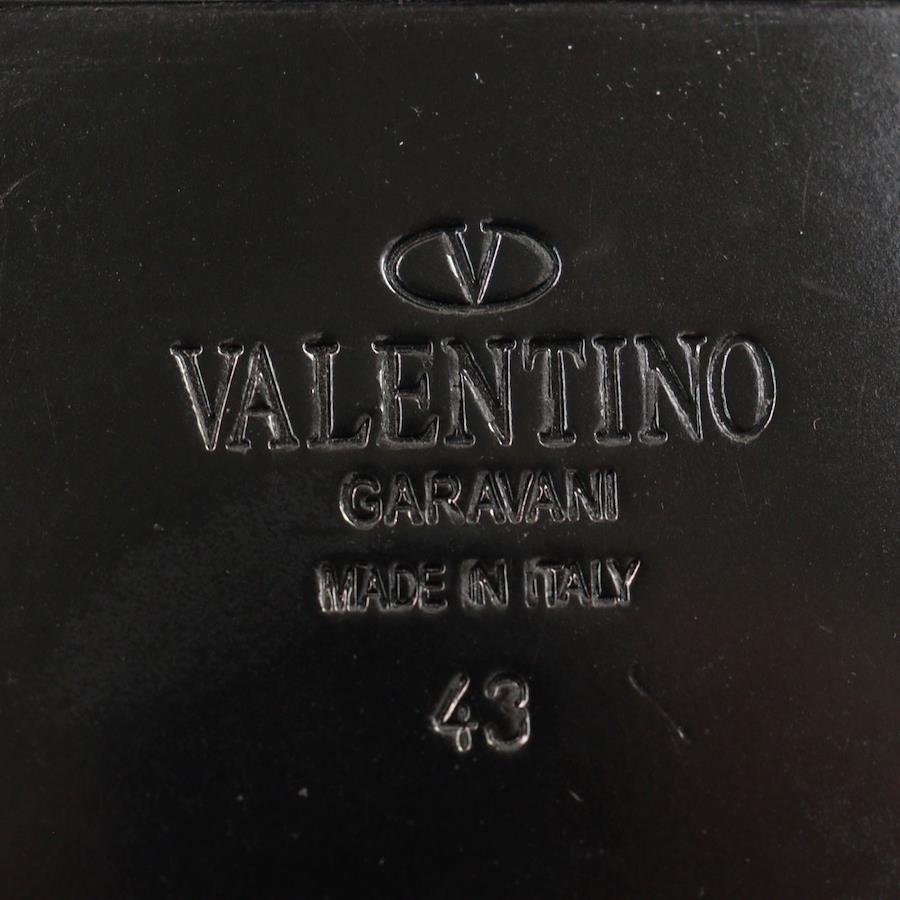 V
VALENTINO
GARAVANI
MADE IN ITALY
43